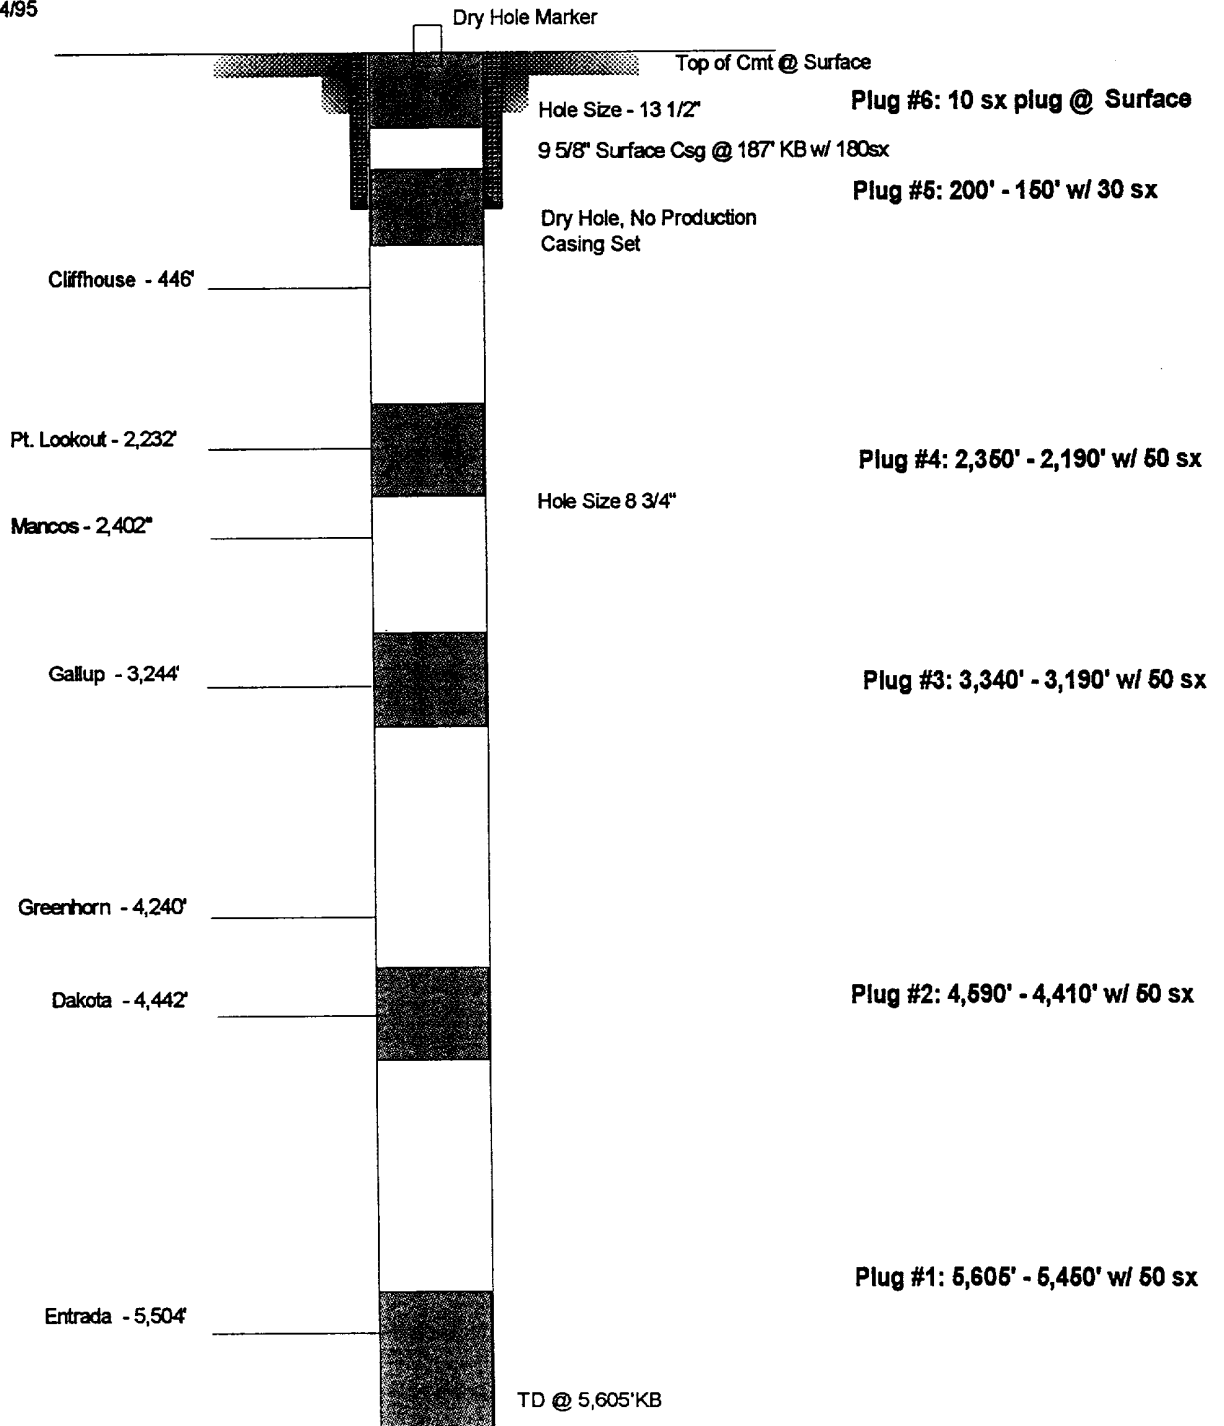 4/95
Dry Hole Marker
Top of Cmt @ Surface
Plug #6: 10 sx plug @ Surface
Hole Size - 13 1/2"
9 5/8" Surface Csg @ 187' KB w/ 180sx
Plug #5: 200' - 150' w/ 30 sx
Dry Hole, No Production
Casing Set
Cliffhouse - 446'
Pt. Lookout - 2,232'
Plug #4: 2,350' - 2,190' w/ 50 sx
Hole Size 8 3/4"
Mancos - 2,402"
Gallup - 3,244'
Plug #3: 3,340' - 3,190' w/ 50 sx
Greenhorn - 4,240'
Dakota - 4,442'
Plug #2: 4,590' - 4,410' w/ 50 sx
Plug #1: 5,605' - 5,450' w/ 50 sx
Entrada - 5,504'
TD @ 5,605'KB